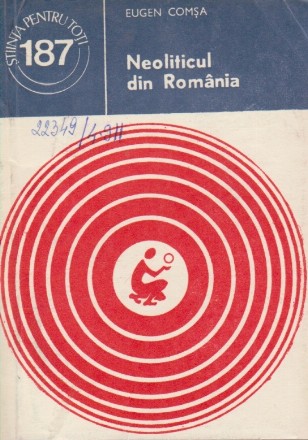 ȘTIINȚA PENTRU TOȚI
187
EUGEN COMȘA
Neoliticul
din România